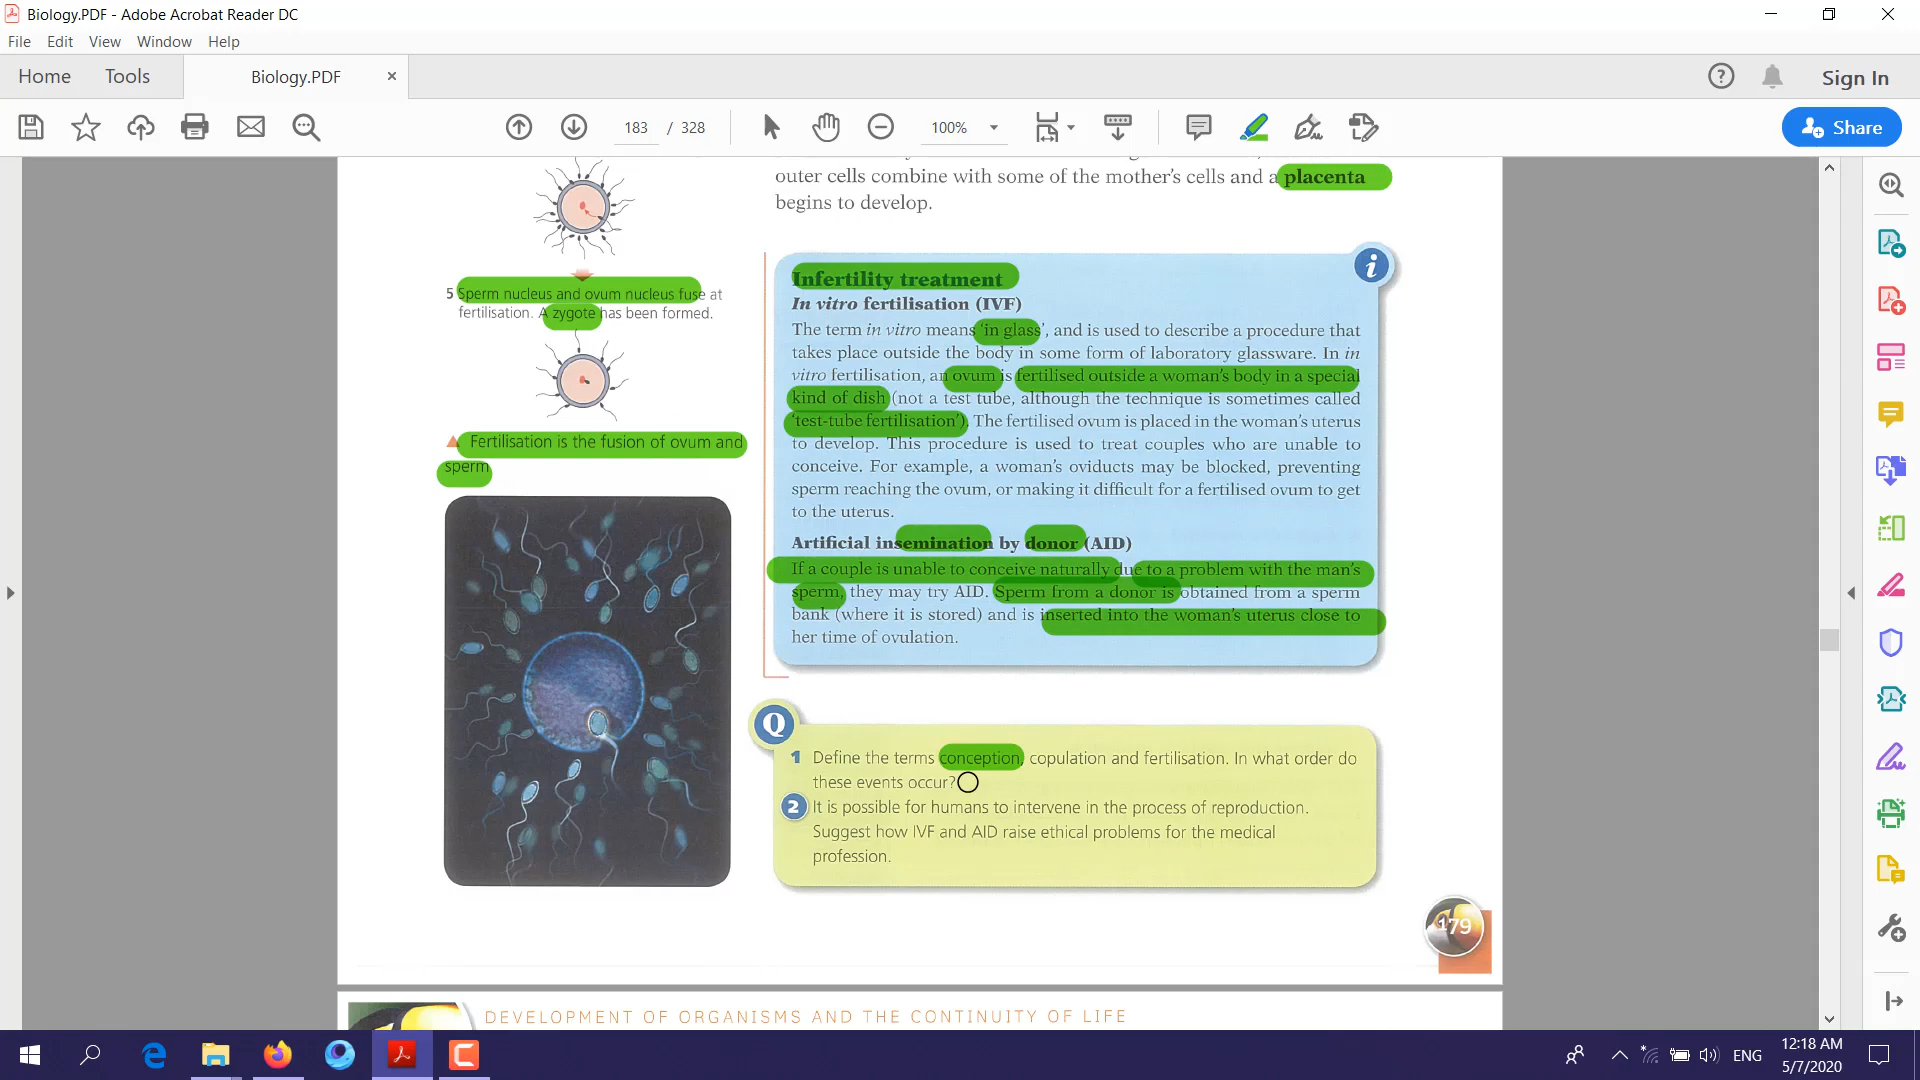 Biology.PDF - Adobe Acrobat Reader DC
File Edit View Window Help
Home Tools Biology.PDF × Sign In
183 / 328 100% Share
outer cells combine with some of the mother's cells and a placenta
begins to develop.
5 Sperm nucleus and ovum nucleus fuse at
fertilisation. A zygote has been formed.
▲ Fertilisation is the fusion of ovum and
sperm
i
Infertility treatment
In vitro fertilisation (IVF)
The term in vitro means 'in glass', and is used to describe a procedure that
takes place outside the body in some form of laboratory glassware. In in
vitro fertilisation, an ovum is fertilised outside a woman's body in a special
kind of dish (not a test tube, although the technique is sometimes called
'test-tube fertilisation'). The fertilised ovum is placed in the woman's uterus
to develop. This procedure is used to treat couples who are unable to
conceive. For example, a woman's oviducts may be blocked, preventing
sperm reaching the ovum, or making it difficult for a fertilised ovum to get
to the uterus.
Artificial insemination by donor (AID)
If a couple is unable to conceive naturally due to a problem with the man's
sperm, they may try AID. Sperm from a donor is obtained from a sperm
bank (where it is stored) and is inserted into the woman's uterus close to
her time of ovulation.
Q
1 Define the terms conception, copulation and fertilisation. In what order do
these events occur?
2 It is possible for humans to intervene in the process of reproduction.
Suggest how IVF and AID raise ethical problems for the medical
profession.
179
DEVELOPMENT OF ORGANISMS AND THE CONTINUITY OF LIFE
ENG 12:18 AM
5/7/2020